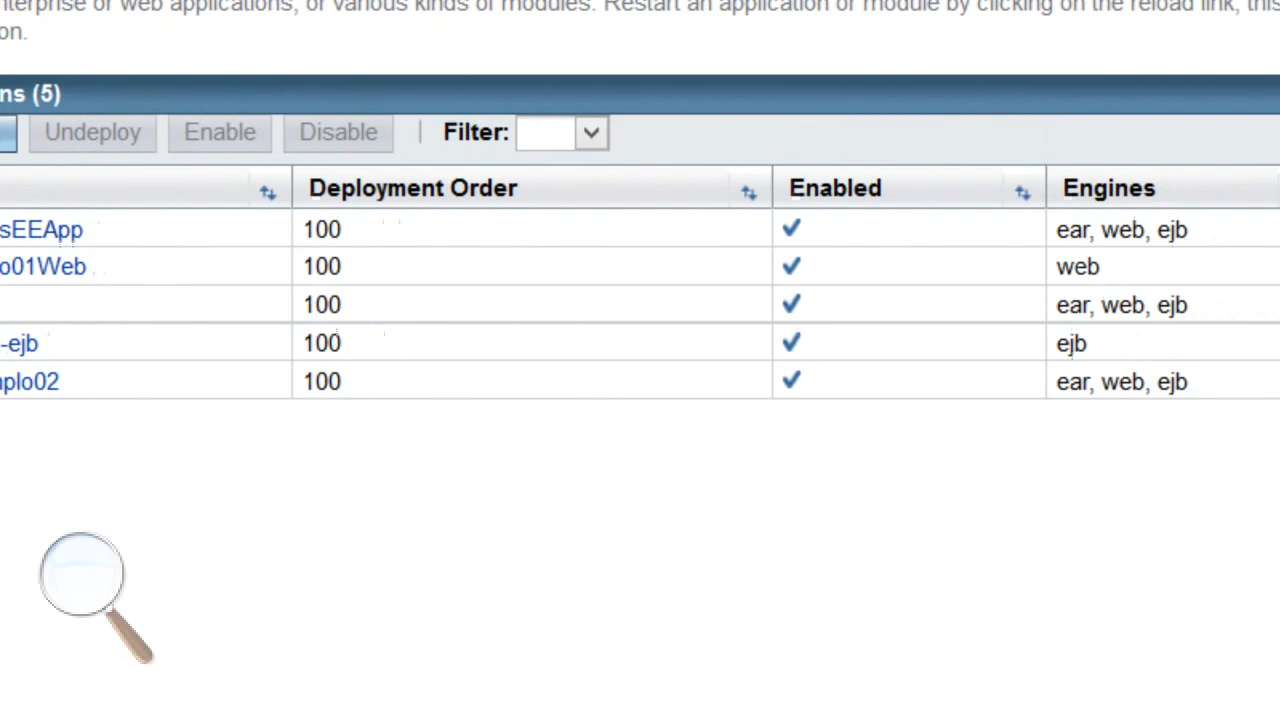 enterprise or web applications, or various kinds of modules. Restart an application or module by clicking on the reload link, this
on.
ns (5)
Undeploy Enable Disable | Filter:
Deployment Order Enabled Engines
sEEApp 100 ear, web, ejb
o01Web 100 web
100 ear, web, ejb
-ejb 100 ejb
mplo02 100 ear, web, ejb